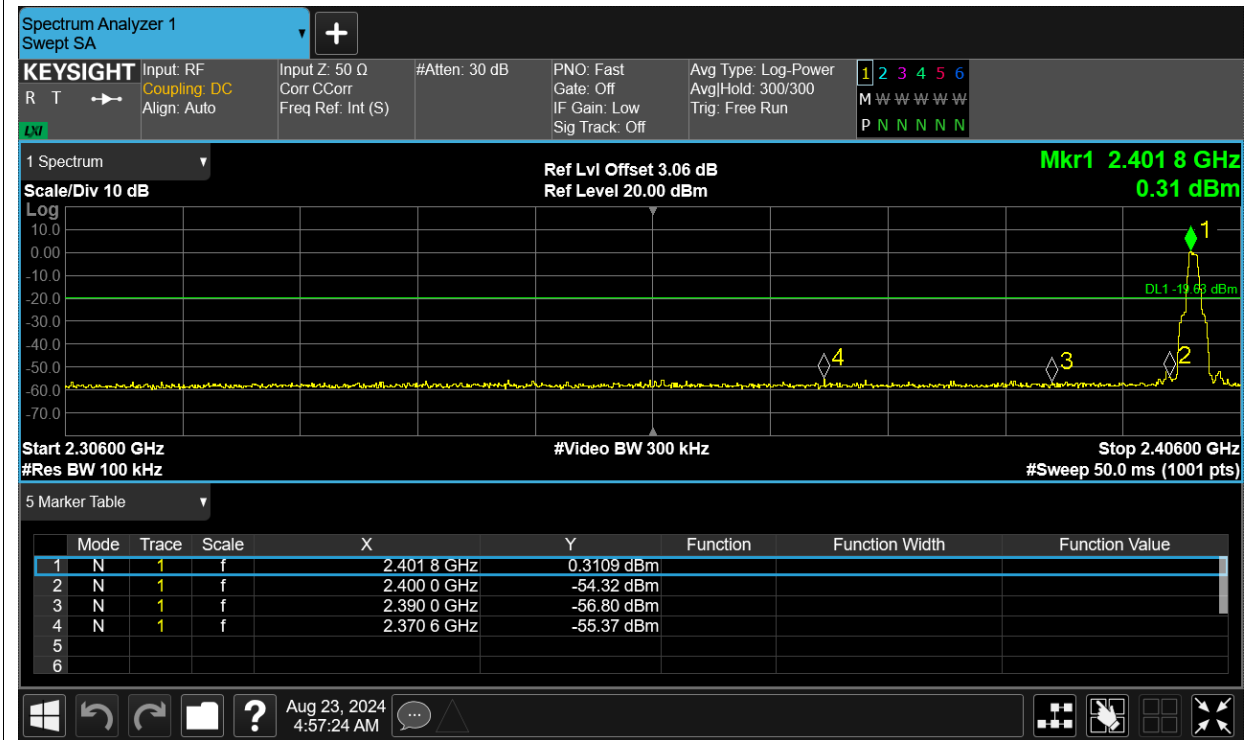 Spectrum Analyzer 1
Swept SA
KEYSIGHT Input: RF Input Z: 50 Ω #Atten: 30 dB PNO: Fast Avg Type: Log-Power 1 2 3 4 5 6
R T Coupling: DC Corr CCorr Gate: Off Avg|Hold: 300/300 M W W W W W
Align: Auto Freq Ref: Int (S) IF Gain: Low Trig: Free Run
LXI Sig Track: Off P N N N N N
1 Spectrum Ref Lvl Offset 3.06 dB Mkr1 2.401 8 GHz
Scale/Div 10 dB Ref Level 20.00 dBm 0.31 dBm
Log
10.0 1
0.00
-10.0
DL1 -19.63 dBm
-20.0
-30.0
-40.0
4 3 2
-50.0
-60.0
-70.0
Start 2.30600 GHz #Video BW 300 kHz Stop 2.40600 GHz
#Res BW 100 kHz #Sweep 50.0 ms (1001 pts)
5 Marker Table
Mode Trace Scale X Y Function Function Width Function Value
1 N 1 f 2.401 8 GHz 0.3109 dBm
2 N 1 f 2.400 0 GHz -54.32 dBm
3 N 1 f 2.390 0 GHz -56.80 dBm
4 N 1 f 2.370 6 GHz -55.37 dBm
5
6
? Aug 23, 2024
4:57:24 AM